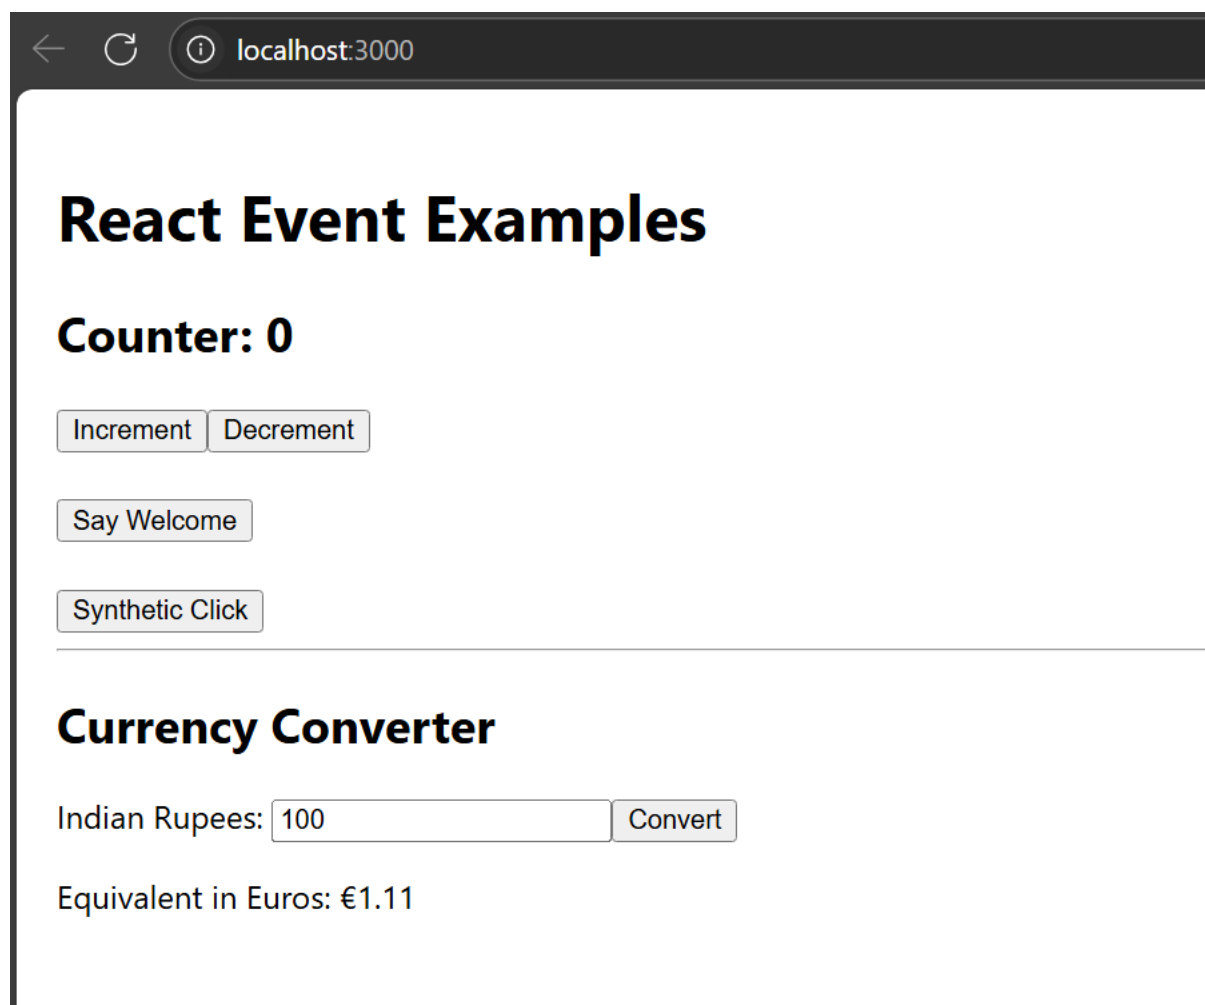 localhost:3000
React Event Examples
Counter: 0
Increment Decrement
Say Welcome
Synthetic Click
Currency Converter
Indian Rupees: 100 Convert
Equivalent in Euros: €1.11